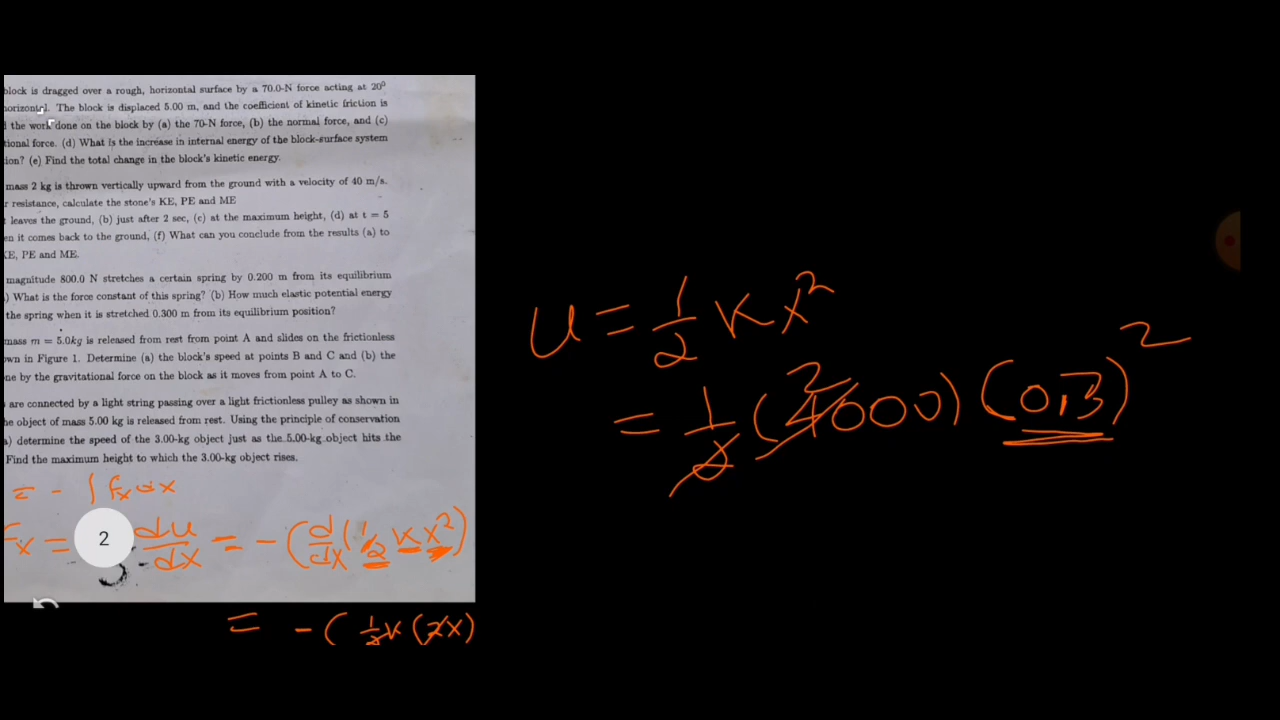 block is dragged over a rough, horizontal surface by a 70.0-N force acting at 20⁰
horizontal. The block is displaced 5.00 m, and the coefficient of kinetic friction is
the work done on the block by (a) the 70-N force, (b) the normal force, and (c)
tional force. (d) What is the increase in internal energy of the block-surface system
ion? (e) Find the total change in the block's kinetic energy.
mass 2 kg is thrown vertically upward from the ground with a velocity of 40 m/s.
r resistance, calculate the stone's KE, PE and ME
t leaves the ground, (b) just after 2 sec, (c) at the maximum height, (d) at t = 5
en it comes back to the ground, (f) What can you conclude from the results (a) to
KE, PE and ME.
magnitude 800.0 N stretches a certain spring by 0.200 m from its equilibrium
) What is the force constant of this spring? (b) How much elastic potential energy
the spring when it is stretched 0.300 m from its equilibrium position?
mass m = 5.0kg is released from rest from point A and slides on the frictionless
wn in Figure 1. Determine (a) the block's speed at points B and C and (b) the
ne by the gravitational force on the block as it moves from point A to C.
s are connected by a light string passing over a light frictionless pulley as shown in
he object of mass 5.00 kg is released from rest. Using the principle of conservation
a) determine the speed of the 3.00-kg object just as the 5.00-kg object hits the
Find the maximum height to which the 3.00-kg object rises.
= - ∫ Fx dx
Fx = du/dx = - (d/dx (1/2 kx²)
2
= - (1/2 k (2x)
U = 1/2 kx²
= 1/2 (4000) (0,3)²
2